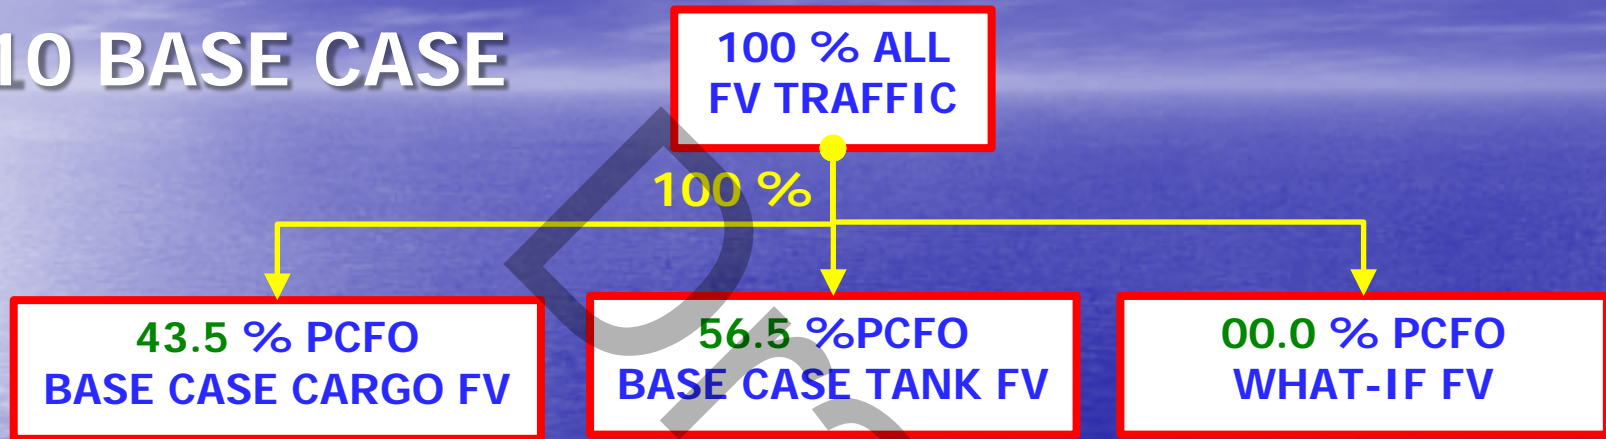 10 BASE CASE
100 % ALL
FV TRAFFIC
100 %
43.5 % PCFO
BASE CASE CARGO FV
56.5 %PCFO
BASE CASE TANK FV
00.0 % PCFO
WHAT-IF FV